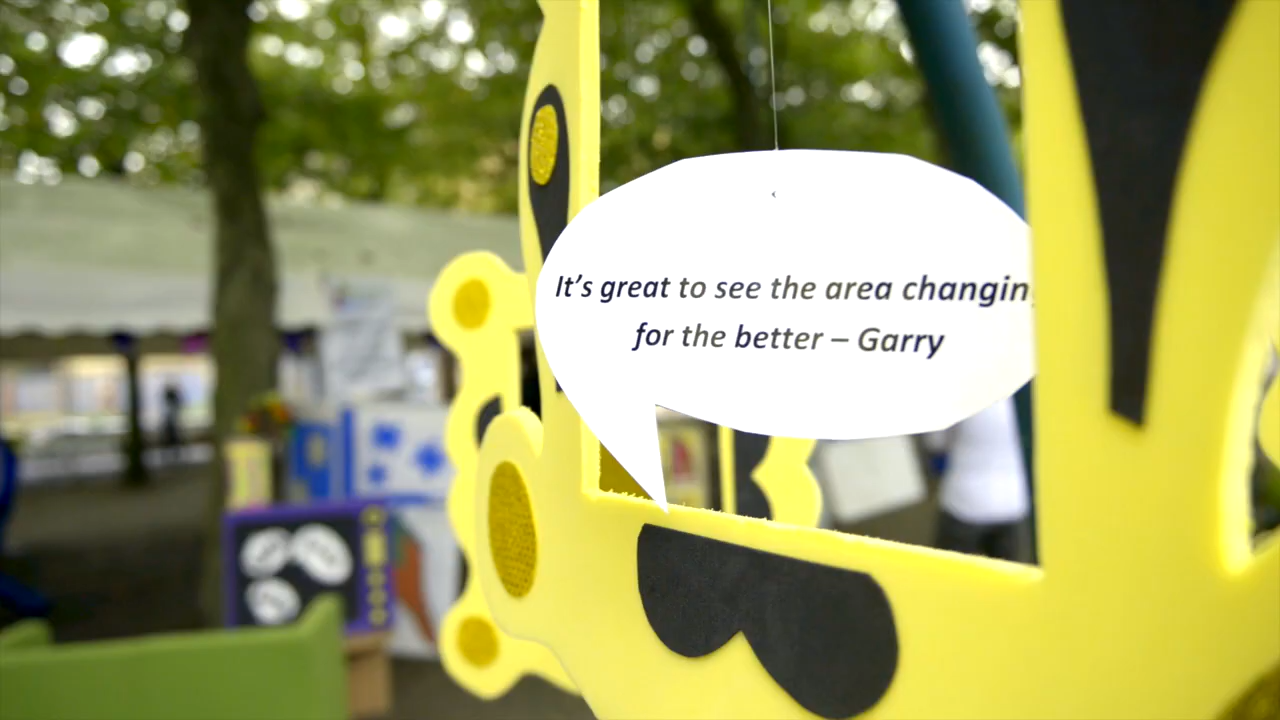 It's great to see the area changin
for the better – Garry